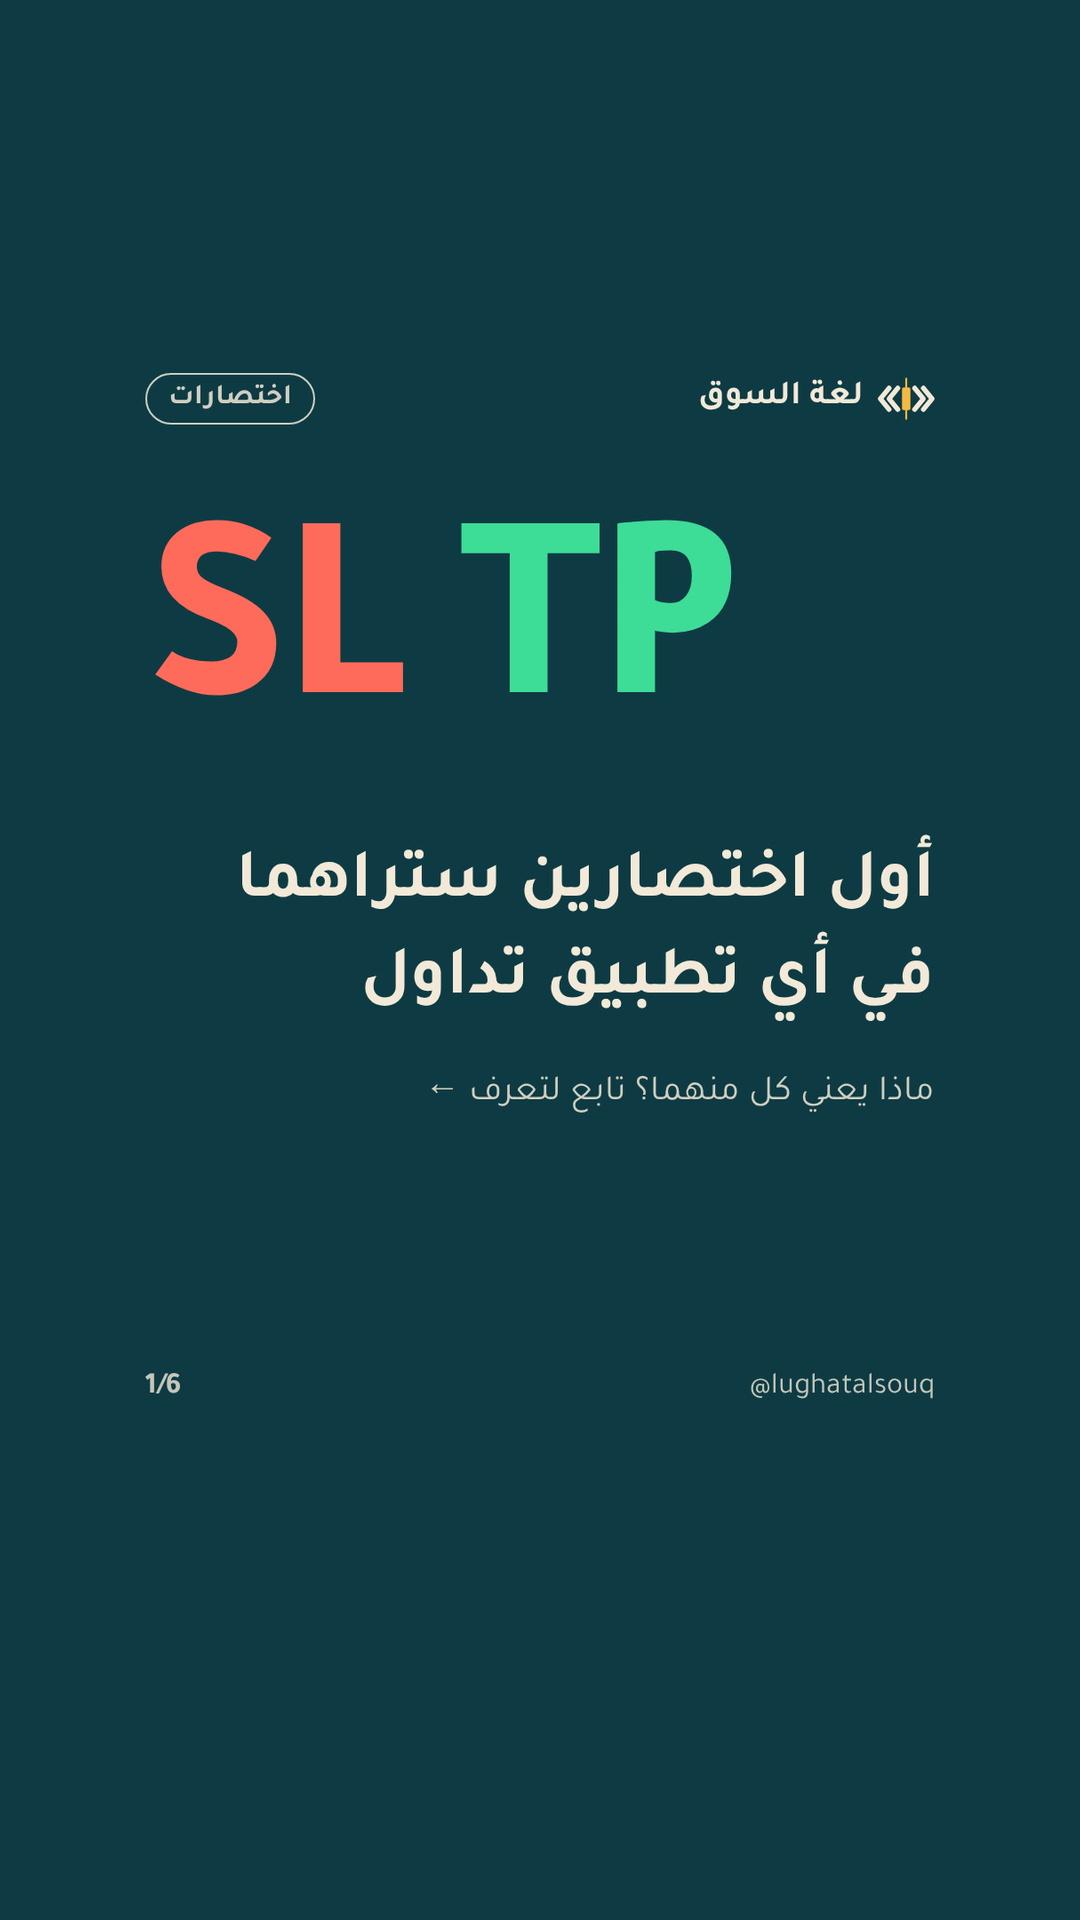 لغة السوق
اختصارات
SL TP
أول اختصارين ستراهما
في أي تطبيق تداول
ماذا يعني كل منهما؟ تابع لتعرف ←
@lughatalsouq
1/6